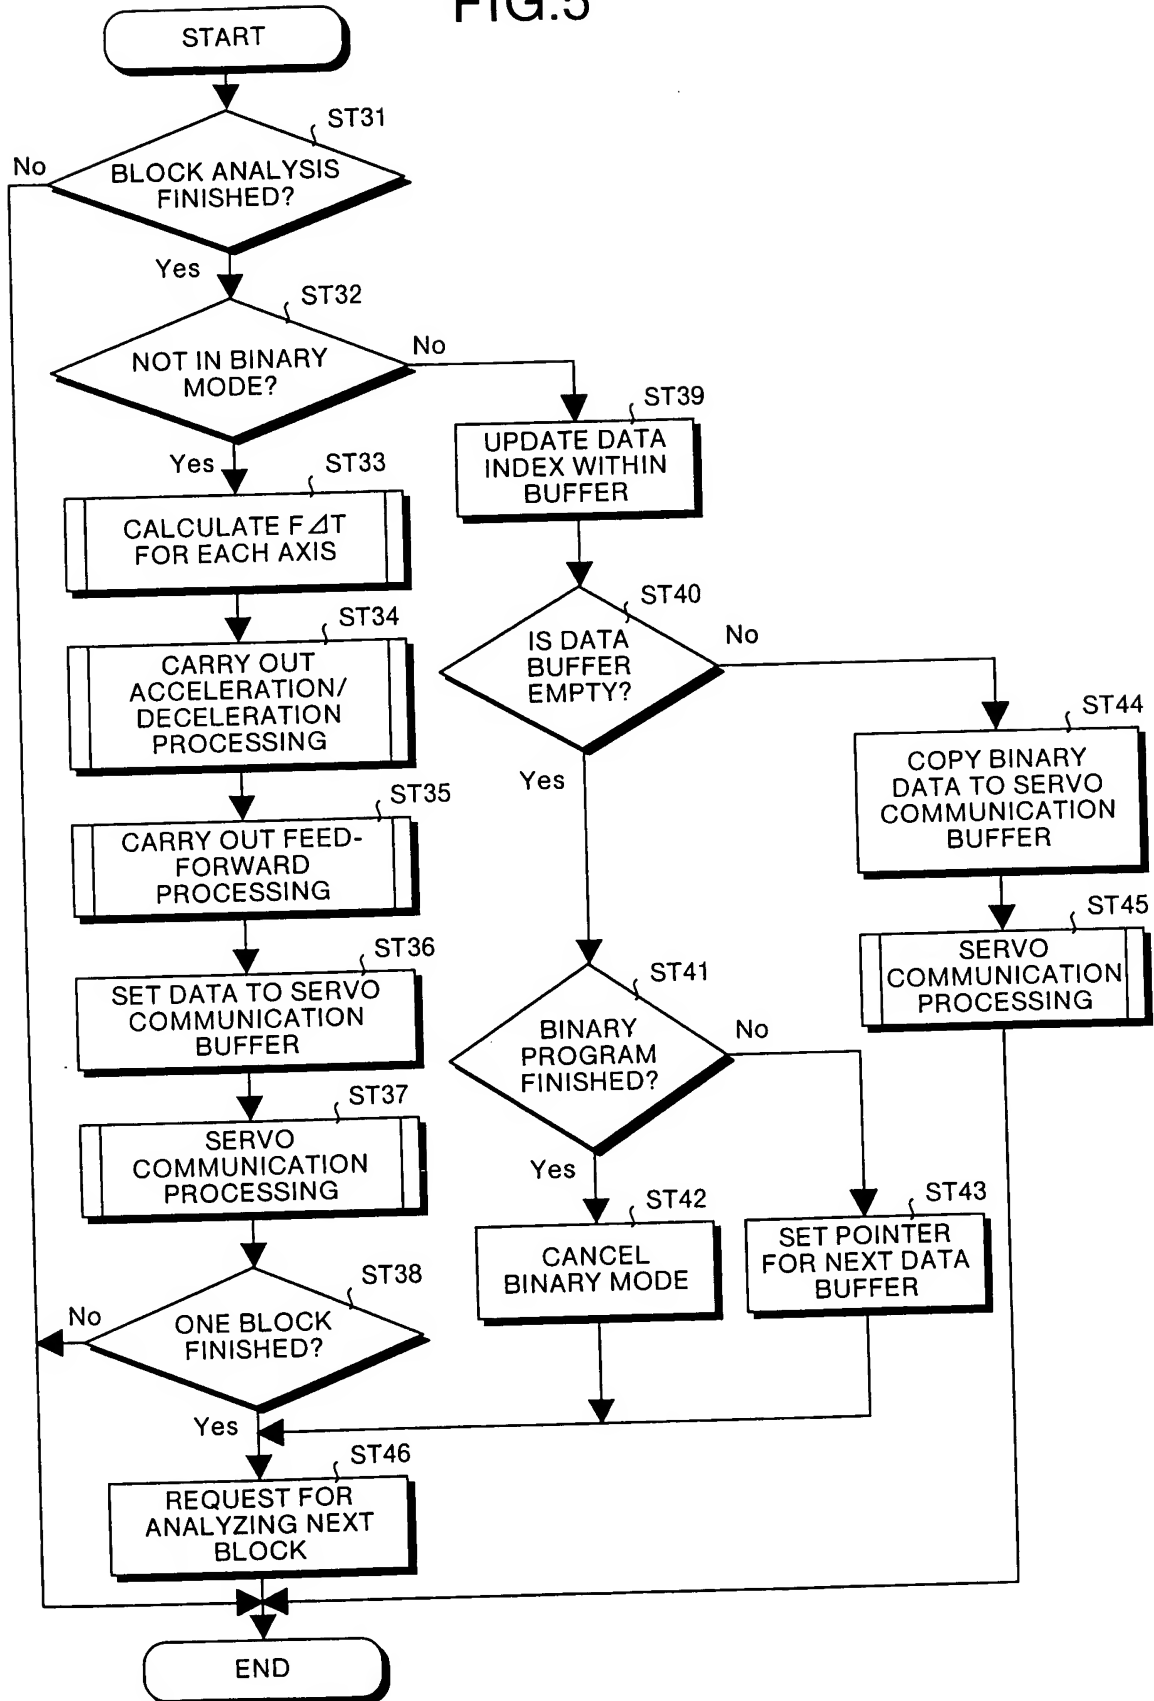 FIG.5
START
ST31
No
BLOCK ANALYSIS
FINISHED?
Yes
ST32
No
NOT IN BINARY
MODE?
Yes
ST33
CALCULATE F⊿T
FOR EACH AXIS
ST34
CARRY OUT
ACCELERATION/
DECELERATION
PROCESSING
ST35
CARRY OUT FEED-
FORWARD
PROCESSING
ST36
SET DATA TO SERVO
COMMUNICATION
BUFFER
ST37
SERVO
COMMUNICATION
PROCESSING
ST38
No
ONE BLOCK
FINISHED?
Yes
ST39
UPDATE DATA
INDEX WITHIN
BUFFER
ST40
No
IS DATA
BUFFER
EMPTY?
Yes
ST41
No
BINARY
PROGRAM
FINISHED?
Yes
ST42
CANCEL
BINARY MODE
ST43
SET POINTER
FOR NEXT DATA
BUFFER
ST44
COPY BINARY
DATA TO SERVO
COMMUNICATION
BUFFER
ST45
SERVO
COMMUNICATION
PROCESSING
ST46
REQUEST FOR
ANALYZING NEXT
BLOCK
END